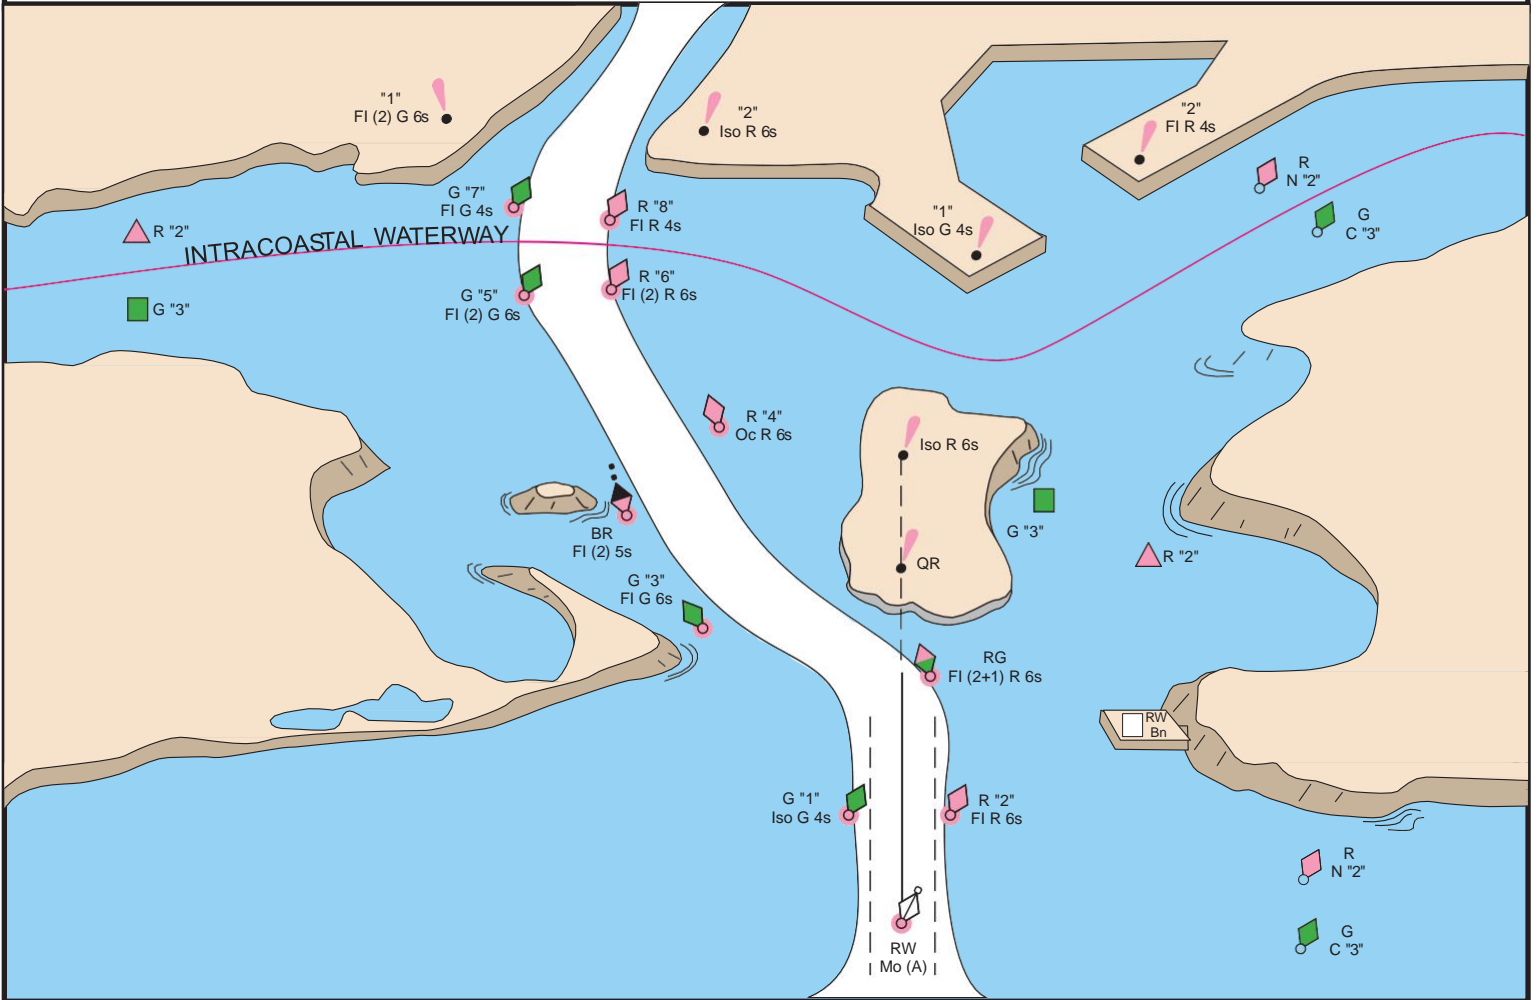 "1"
Fl (2) G 6s
"2"
Iso R 6s
"2"
Fl R 4s
R
N "2"
G "7"
Fl G 4s
R "8"
Fl R 4s
"1"
Iso G 4s
G
C "3"
R "2"
INTRACOASTAL WATERWAY
G "3"
G "5"
Fl (2) G 6s
R "6"
Fl (2) R 6s
R "4"
Oc R 6s
Iso R 6s
BR
Fl (2) 5s
G "3"
R "2"
QR
G "3"
Fl G 6s
RG
Fl (2+1) R 6s
RW
Bn
G "1"
Iso G 4s
R "2"
Fl R 6s
R
N "2"
G
C "3"
RW
Mo (A)